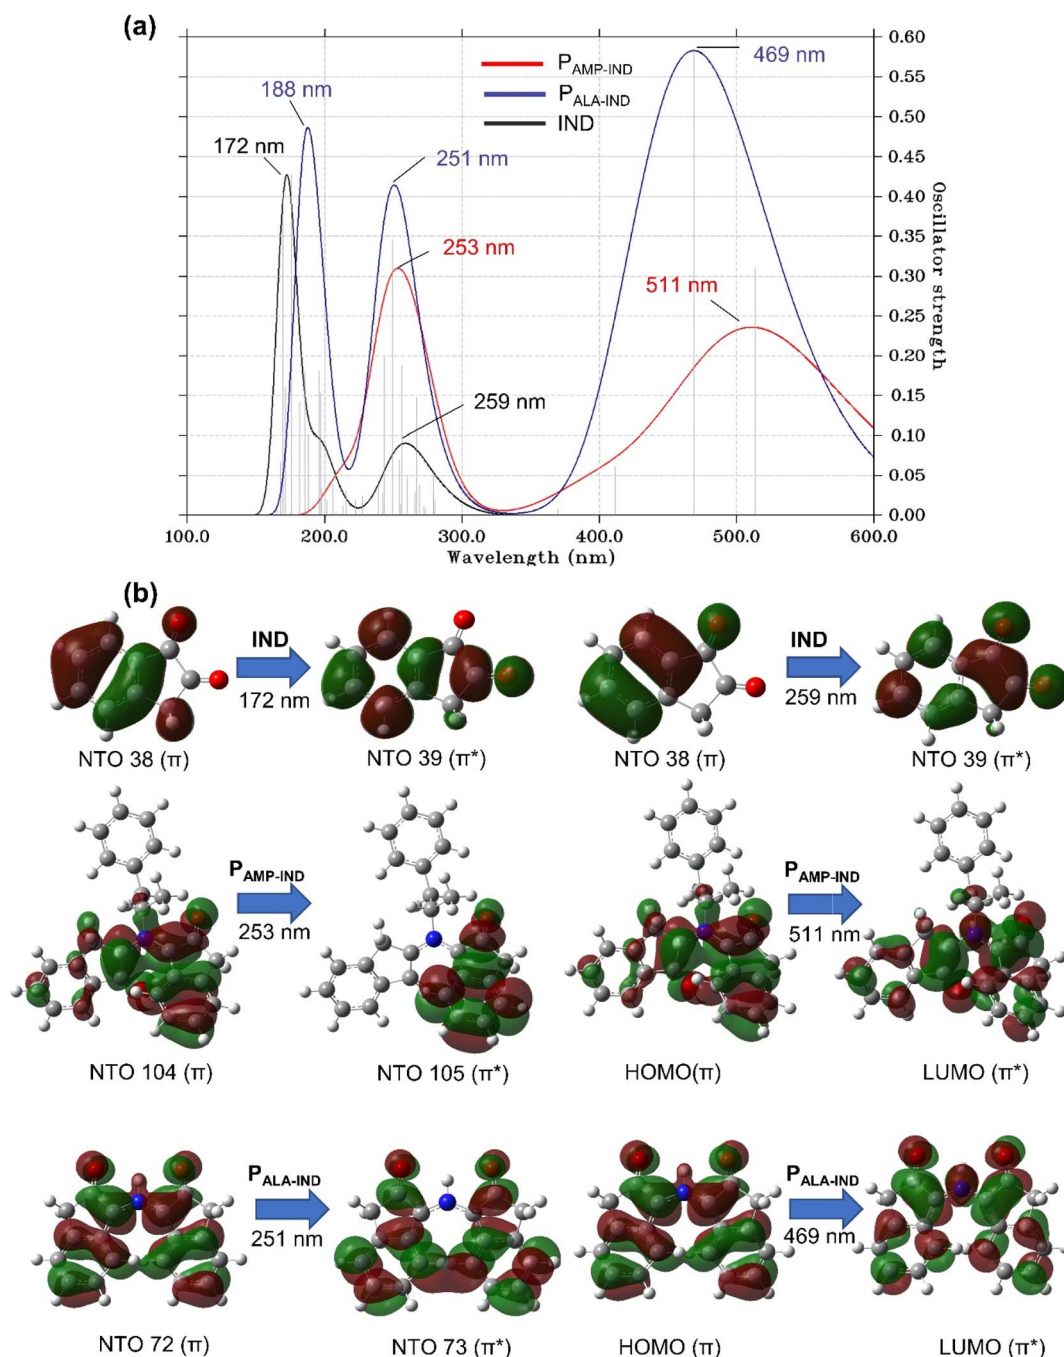 (a)
P_AMP-IND
P_ALA-IND
IND
469 nm
188 nm
172 nm
251 nm
253 nm
511 nm
259 nm
0.60
0.55
0.50
0.45
0.40
0.35
0.30
0.25
0.20
0.15
0.10
0.05
0.00
Oscillator strength
100.0 200.0 300.0 400.0 500.0 600.0
Wavelength (nm)
(b)
IND
172 nm
IND
259 nm
NTO 38 (π) NTO 39 (π*) NTO 38 (π) NTO 39 (π*)
P_AMP-IND
253 nm
P_AMP-IND
511 nm
NTO 104 (π) NTO 105 (π*) HOMO(π) LUMO (π*)
P_ALA-IND
251 nm
P_ALA-IND
469 nm
NTO 72 (π) NTO 73 (π*) HOMO (π) LUMO (π*)